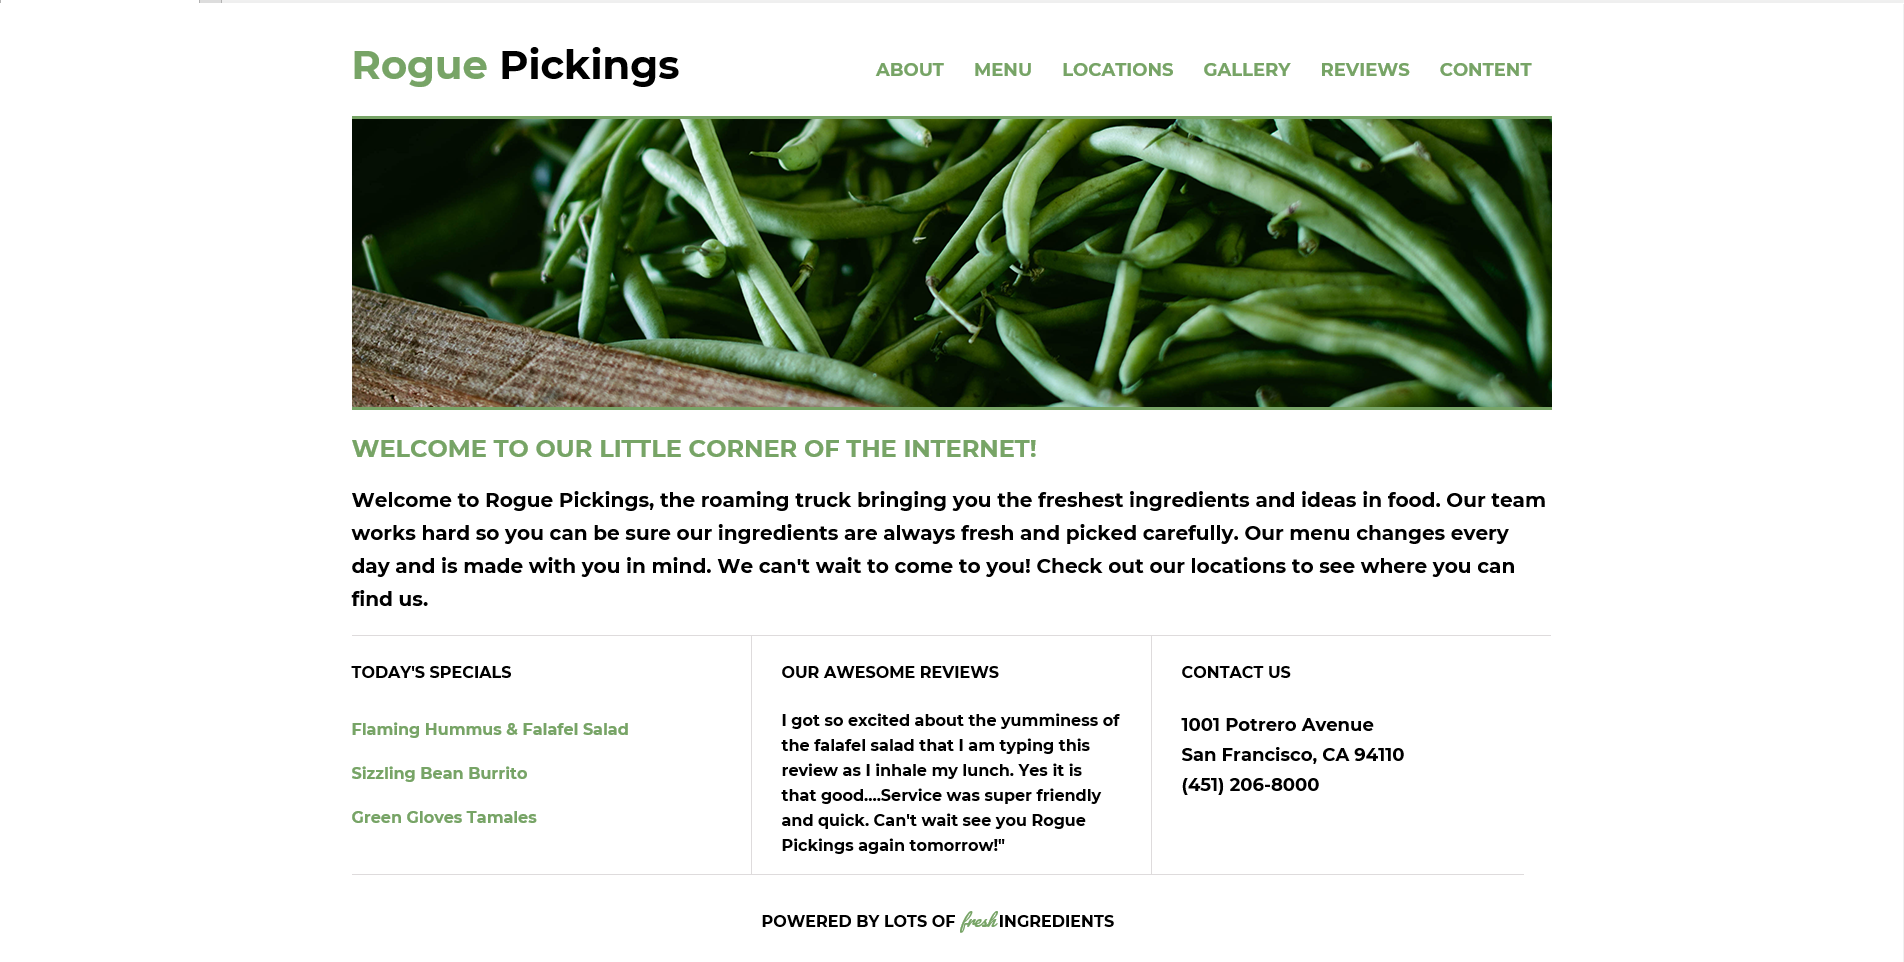 Rogue Pickings
ABOUT MENU LOCATIONS GALLERY REVIEWS CONTENT
WELCOME TO OUR LITTLE CORNER OF THE INTERNET!
Welcome to Rogue Pickings, the roaming truck bringing you the freshest ingredients and ideas in food. Our team
works hard so you can be sure our ingredients are always fresh and picked carefully. Our menu changes every
day and is made with you in mind. We can't wait to come to you! Check out our locations to see where you can
find us.
TODAY'S SPECIALS
Flaming Hummus & Falafel Salad
Sizzling Bean Burrito
Green Gloves Tamales
OUR AWESOME REVIEWS
I got so excited about the yumminess of
the falafel salad that I am typing this
review as I inhale my lunch. Yes it is
that good....Service was super friendly
and quick. Can't wait see you Rogue
Pickings again tomorrow!"
CONTACT US
1001 Potrero Avenue
San Francisco, CA 94110
(451) 206-8000
POWERED BY LOTS OF fresh INGREDIENTS